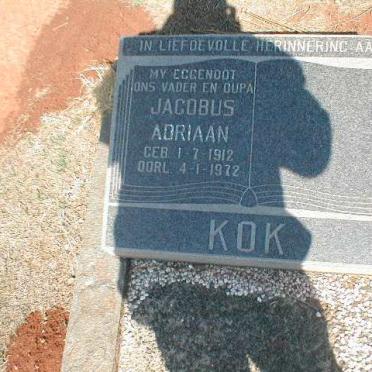 IN LIEFDEVOLLE HERINNERING AA
MY EGGENOOT
ONS VADER EN OUPA
JACOBUS
ADRIAAN
GEB 1-7-1912
OORL 4-1-1972
KOK